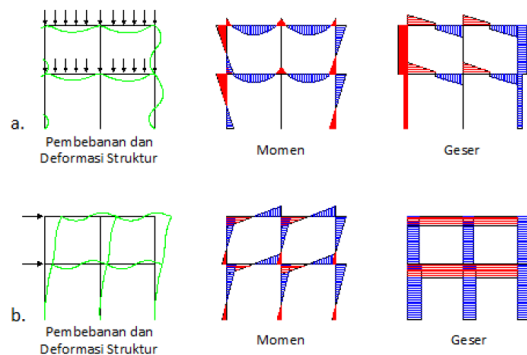 a.
Pembebanan dan
Deformasi Struktur
Momen
Geser
b.
Pembebanan dan
Deformasi Struktur
Momen
Geser